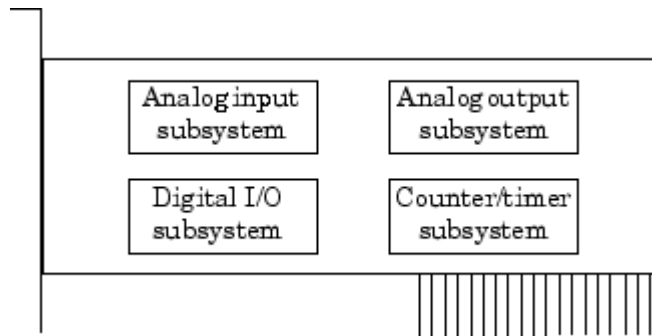 Analog input
subsystem
Analog output
subsystem
Digital I/O
subsystem
Counter/timer
subsystem